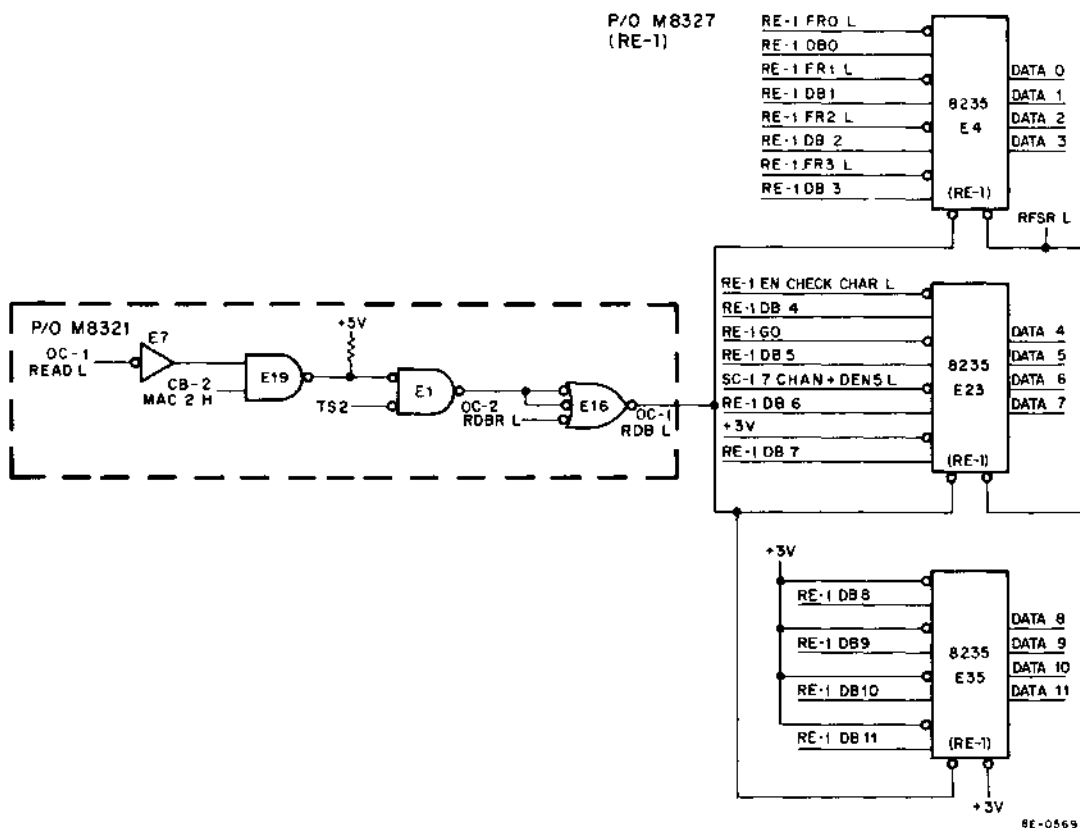 P/O M8327
(RE-1)
RE-1 FR0 L
RE-1 DB0
RE-1 FR1 L
RE-1 DB1
RE-1 FR2 L
RE-1 DB 2
RE-1 FR3 L
RE-1 DB 3
8235
E4
(RE-1)
DATA 0
DATA 1
DATA 2
DATA 3
RFSR L
P/O M8321
E7
OC-1
READ L
CB-2
MAC 2 H
E19
+5V
TS2
E1
OC-2
RDBR L
E16
OC-1
RDB L
RE-1 EN CHECK CHAR L
RE-1 DB 4
RE-1 GO
RE-1 DB 5
SC-1 7 CHAN + DEN5 L
RE-1 DB 6
+3V
RE-1 DB 7
8235
E23
(RE-1)
DATA 4
DATA 5
DATA 6
DATA 7
+3V
RE-1 DB8
RE-1 DB9
RE-1 DB10
RE-1 DB11
8235
E35
(RE-1)
DATA 8
DATA 9
DATA 10
DATA 11
+3V
8E-0569